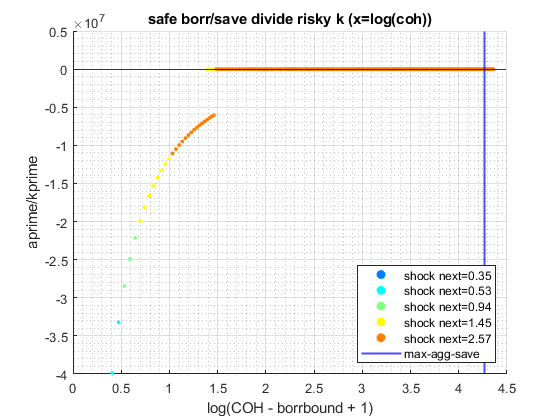 safe borr/save divide risky k (x=log(coh))
×10⁷
0.5
0
-0.5
-1
-1.5
-2
-2.5
-3
-3.5
-4
aprime/kprime
shock next=0.35
shock next=0.53
shock next=0.94
shock next=1.45
shock next=2.57
max-agg-save
0 0.5 1 1.5 2 2.5 3 3.5 4 4.5
log(COH - borrbound + 1)